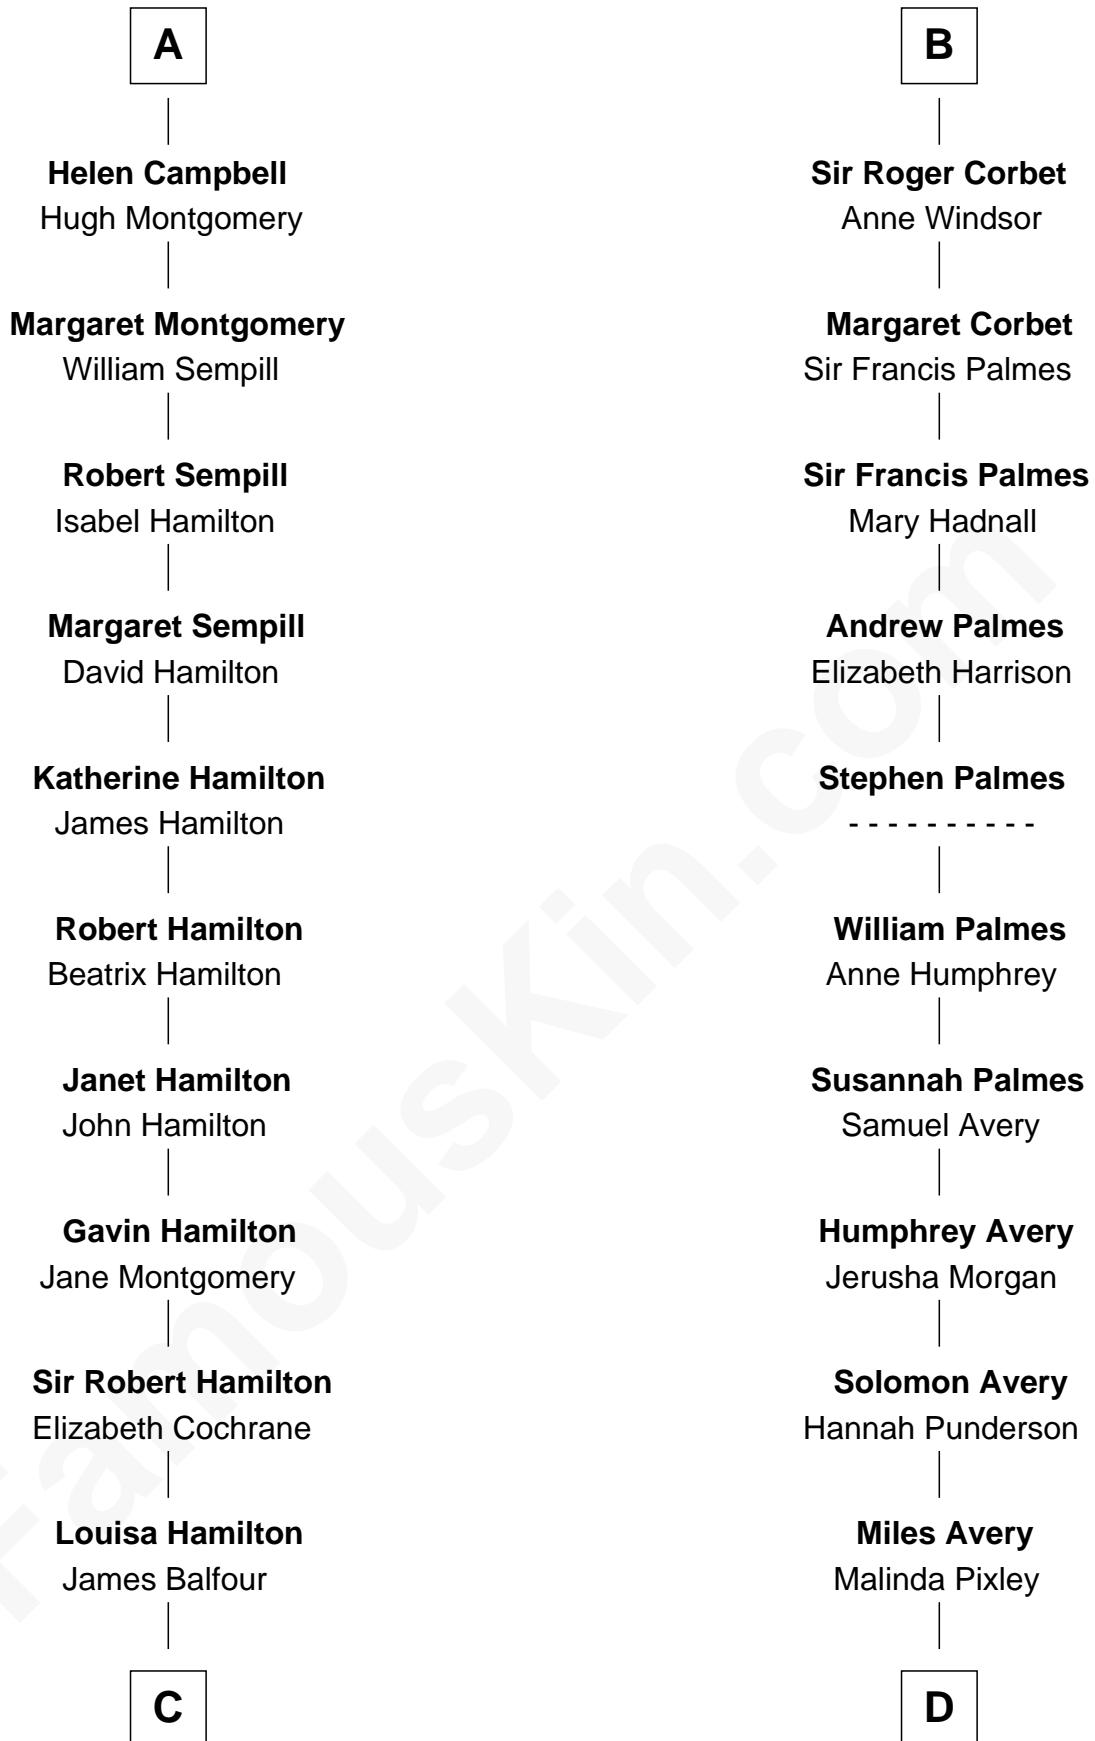 A
Helen Campbell
Hugh Montgomery
Margaret Montgomery
William Sempill
Robert Sempill
Isabel Hamilton
Margaret Sempill
David Hamilton
Katherine Hamilton
James Hamilton
Robert Hamilton
Beatrix Hamilton
Janet Hamilton
John Hamilton
Gavin Hamilton
Jane Montgomery
Sir Robert Hamilton
Elizabeth Cochrane
Louisa Hamilton
James Balfour
C
B
Sir Roger Corbet
Anne Windsor
Margaret Corbet
Sir Francis Palmes
Sir Francis Palmes
Mary Hadnall
Andrew Palmes
Elizabeth Harrison
Stephen Palmes
- - - - - - - - - -
William Palmes
Anne Humphrey
Susannah Palmes
Samuel Avery
Humphrey Avery
Jerusha Morgan
Solomon Avery
Hannah Punderson
Miles Avery
Malinda Pixley
D
FamousKin.com